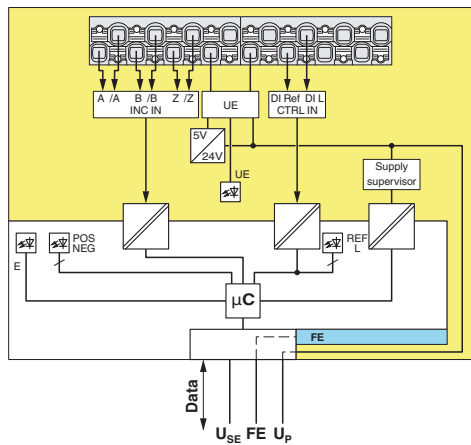 A /A B /B Z /Z
INC IN
UE
DI Ref DI L
CTRL IN
5V
24V
UE
Supply
supervisor
E
POS
NEG
REF
L
µC
FE
Data
USE FE UP